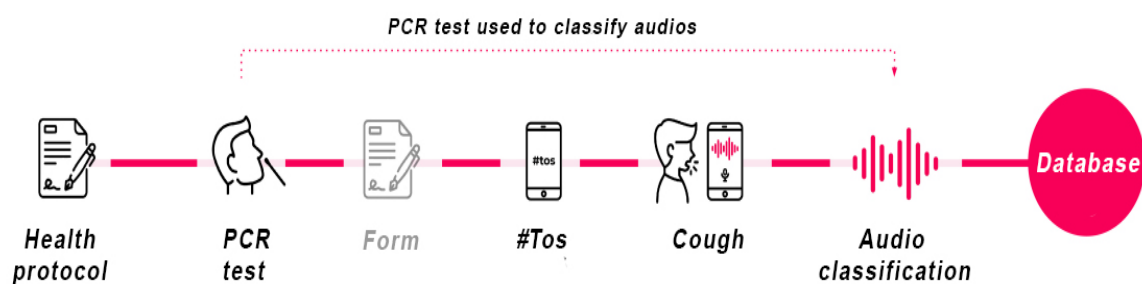 PCR test used to classify audios
#tos
Health
protocol
PCR
test
Form
#Tos
Cough
Audio
classification
Database